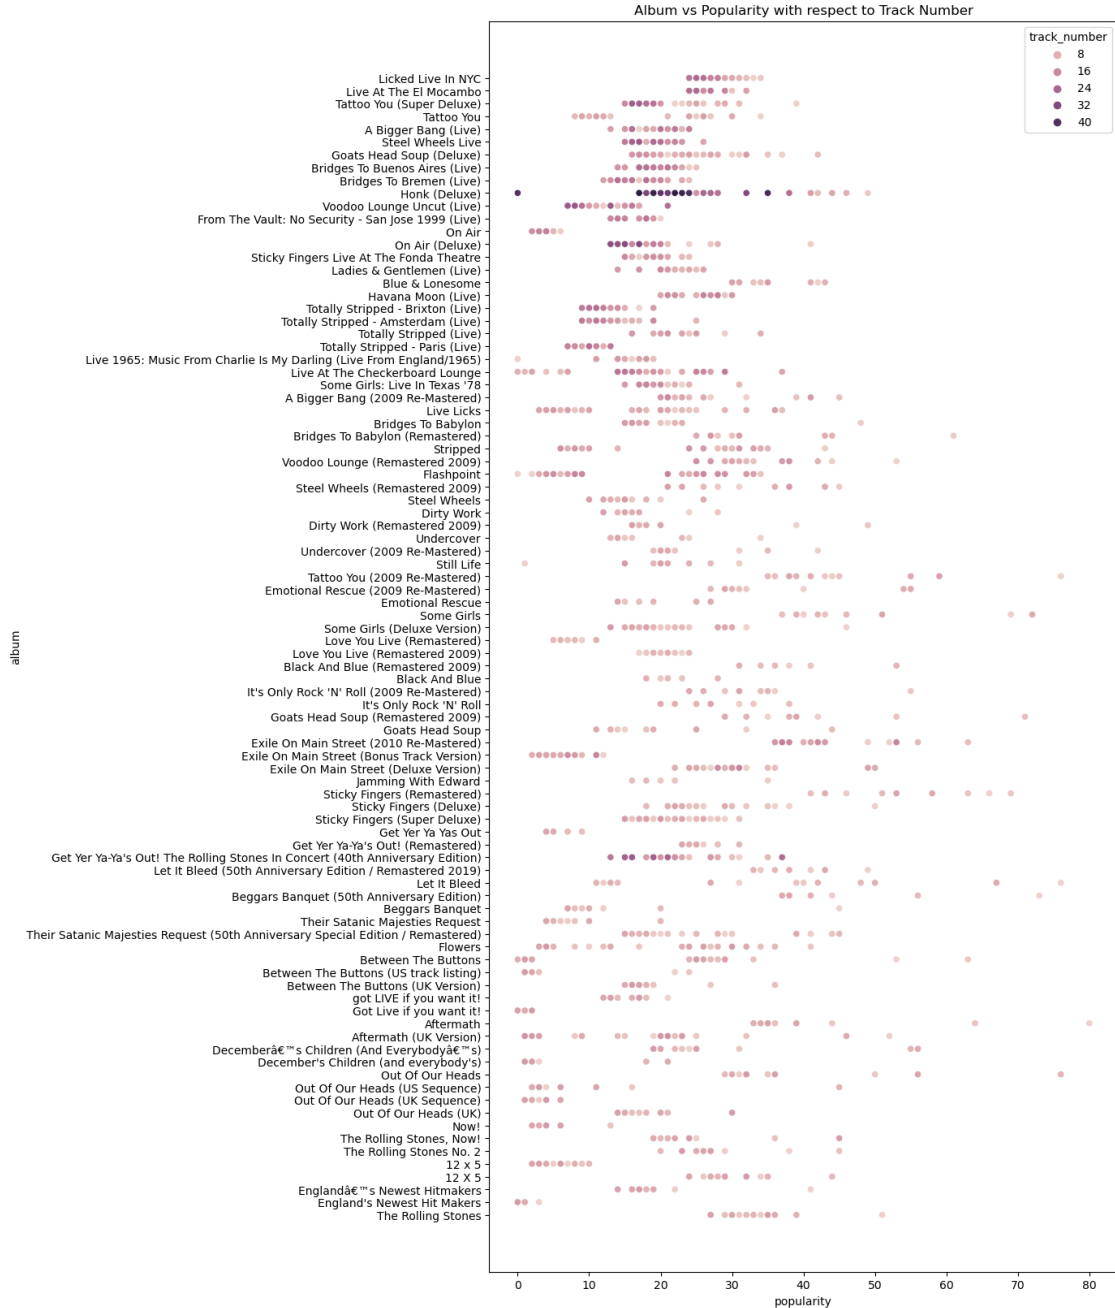 Album vs Popularity with respect to Track Number
track_number
8
16
24
32
40
album
Licked Live In NYC
Live At The El Mocambo
Tattoo You (Super Deluxe)
Tattoo You
A Bigger Bang (Live)
Steel Wheels Live
Goats Head Soup (Deluxe)
Bridges To Buenos Aires (Live)
Bridges To Bremen (Live)
Honk (Deluxe)
Voodoo Lounge Uncut (Live)
From The Vault: No Security - San Jose 1999 (Live)
On Air
On Air (Deluxe)
Sticky Fingers Live At The Fonda Theatre
Ladies & Gentlemen (Live)
Blue & Lonesome
Havana Moon (Live)
Totally Stripped - Brixton (Live)
Totally Stripped - Amsterdam (Live)
Totally Stripped (Live)
Totally Stripped - Paris (Live)
Live 1965: Music From Charlie Is My Darling (Live From England/1965)
Live At The Checkerboard Lounge
Some Girls: Live In Texas '78
A Bigger Bang (2009 Re-Mastered)
Live Licks
Bridges To Babylon
Bridges To Babylon (Remastered)
Stripped
Voodoo Lounge (Remastered 2009)
Flashpoint
Steel Wheels (Remastered 2009)
Steel Wheels
Dirty Work
Dirty Work (Remastered 2009)
Undercover
Undercover (2009 Re-Mastered)
Still Life
Tattoo You (2009 Re-Mastered)
Emotional Rescue (2009 Re-Mastered)
Emotional Rescue
Some Girls
Some Girls (Deluxe Version)
Love You Live (Remastered)
Love You Live (Remastered 2009)
Black And Blue (Remastered 2009)
Black And Blue
It's Only Rock 'N' Roll (2009 Re-Mastered)
It's Only Rock 'N' Roll
Goats Head Soup (Remastered 2009)
Goats Head Soup
Exile On Main Street (2010 Re-Mastered)
Exile On Main Street (Bonus Track Version)
Exile On Main Street (Deluxe Version)
Jamming With Edward
Sticky Fingers (Remastered)
Sticky Fingers (Deluxe)
Sticky Fingers (Super Deluxe)
Get Yer Ya Yas Out
Get Yer Ya-Ya's Out! (Remastered)
Get Yer Ya-Ya's Out! The Rolling Stones In Concert (40th Anniversary Edition)
Let It Bleed (50th Anniversary Edition / Remastered 2019)
Let It Bleed
Beggars Banquet (50th Anniversary Edition)
Beggars Banquet
Their Satanic Majesties Request
Their Satanic Majesties Request (50th Anniversary Special Edition / Remastered)
Flowers
Between The Buttons
Between The Buttons (US track listing)
Between The Buttons (UK Version)
got LIVE if you want it!
Got Live if you want it!
Aftermath
Aftermath (UK Version)
Decemberâ€™s Children (And Everybodyâ€™s)
December's Children (and everybody's)
Out Of Our Heads
Out Of Our Heads (US Sequence)
Out Of Our Heads (UK Sequence)
Out Of Our Heads (UK)
Now!
The Rolling Stones, Now!
The Rolling Stones No. 2
12 x 5
12 X 5
Englandâ€™s Newest Hitmakers
England's Newest Hit Makers
The Rolling Stones
0 10 20 30 40 50 60 70 80
popularity